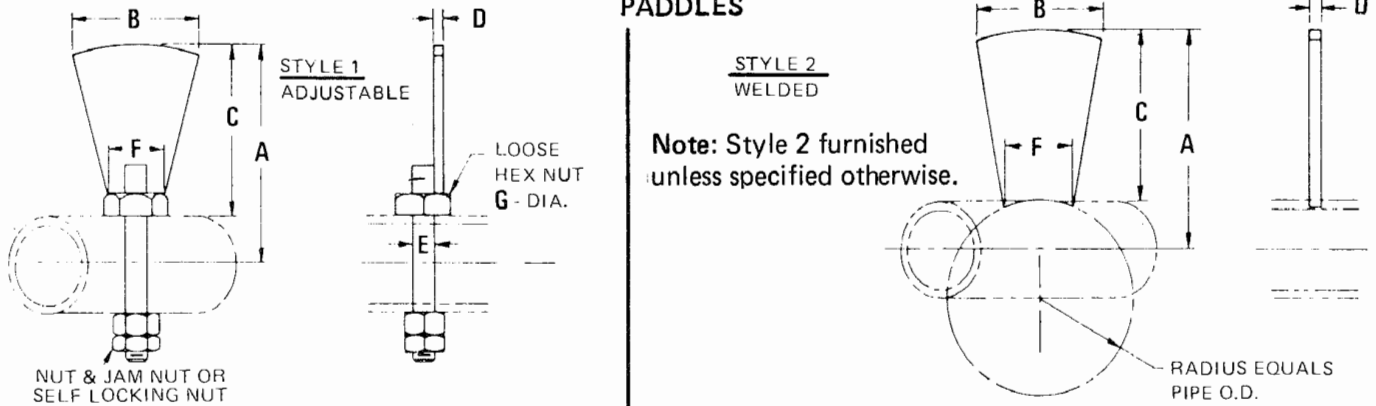 PADDLES
B
D
STYLE 1
ADJUSTABLE
C
A
F
LOOSE
HEX NUT
G - DIA.
E
NUT & JAM NUT OR
SELF LOCKING NUT
B
D
STYLE 2
WELDED
C
A
Note: Style 2 furnished
unless specified otherwise.
F
RADIUS EQUALS
PIPE O.D.